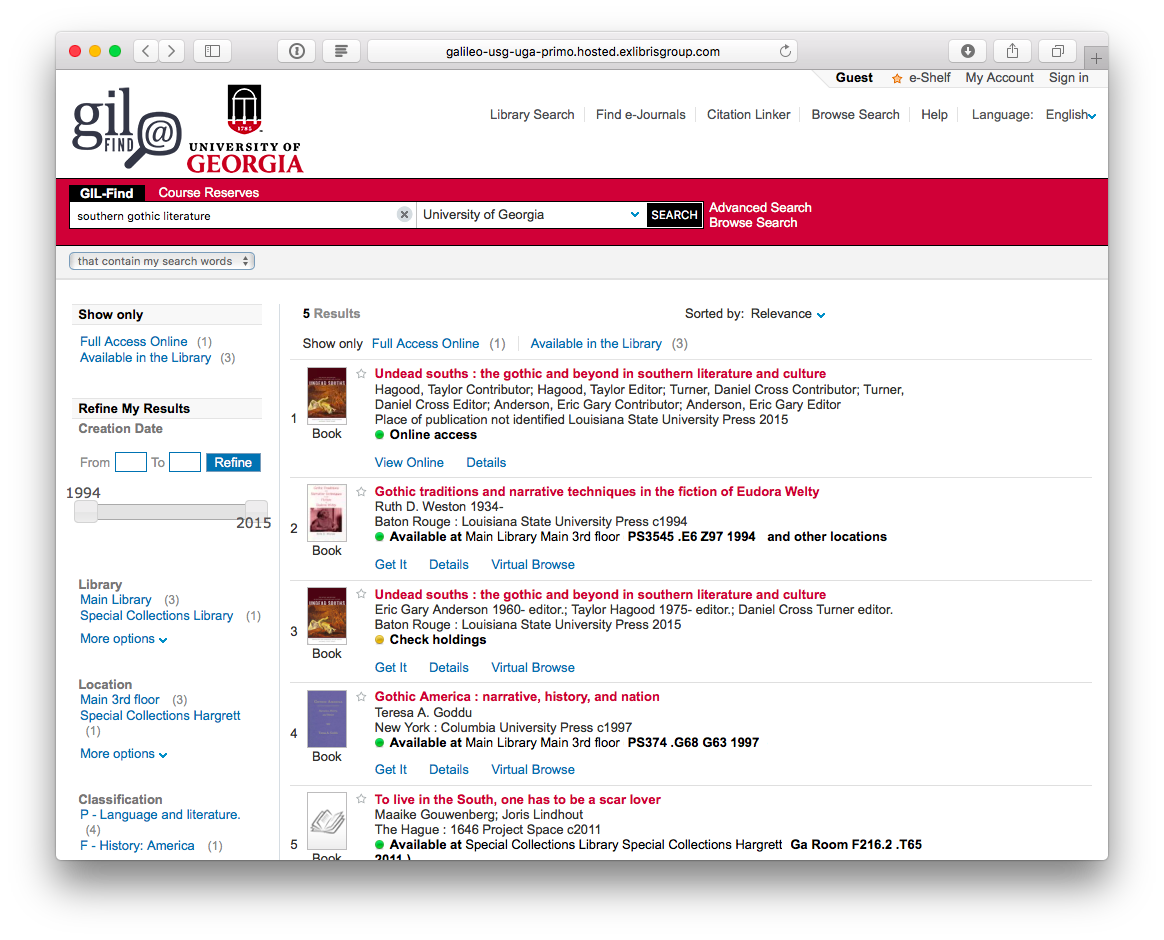 galileo-usg-uga-primo.hosted.exlibrisgroup.com
Guest e-Shelf My Account Sign in
gil
FIND @
1785
UNIVERSITY OF
GEORGIA
Library Search Find e-Journals Citation Linker Browse Search Help Language: English
GIL-Find Course Reserves
southern gothic literature University of Georgia SEARCH Advanced Search
Browse Search
that contain my search words
Show only
Full Access Online (1)
Available in the Library (3)
Refine My Results
Creation Date
From To Refine
1994
2015
Library
Main Library (3)
Special Collections Library (1)
More options
Location
Main 3rd floor (3)
Special Collections Hargrett
(1)
More options
Classification
P - Language and literature.
(4)
F - History: America (1)
5 Results Sorted by: Relevance
Show only Full Access Online (1) Available in the Library (3)
1
UNDEAD SOUTHS
Book
Undead souths : the gothic and beyond in southern literature and culture
Hagood, Taylor Contributor; Hagood, Taylor Editor; Turner, Daniel Cross Contributor; Turner,
Daniel Cross Editor; Anderson, Eric Gary Contributor; Anderson, Eric Gary Editor
Place of publication not identified Louisiana State University Press 2015
Online access
View Online Details
2
Book
Gothic traditions and narrative techniques in the fiction of Eudora Welty
Ruth D. Weston 1934-
Baton Rouge : Louisiana State University Press c1994
Available at Main Library Main 3rd floor PS3545 .E6 Z97 1994 and other locations
Get It Details Virtual Browse
3
UNDEAD SOUTHS
Book
Undead souths : the gothic and beyond in southern literature and culture
Eric Gary Anderson 1960- editor.; Taylor Hagood 1975- editor.; Daniel Cross Turner editor.
Baton Rouge : Louisiana State University Press 2015
Check holdings
Get It Details Virtual Browse
4
Book
Gothic America : narrative, history, and nation
Teresa A. Goddu
New York : Columbia University Press c1997
Available at Main Library Main 3rd floor PS374 .G68 G63 1997
Get It Details Virtual Browse
5
Book
To live in the South, one has to be a scar lover
Maaike Gouwenberg; Joris Lindhout
The Hague : 1646 Project Space c2011
Available at Special Collections Library Special Collections Hargrett Ga Room F216.2 .T65
2011 )